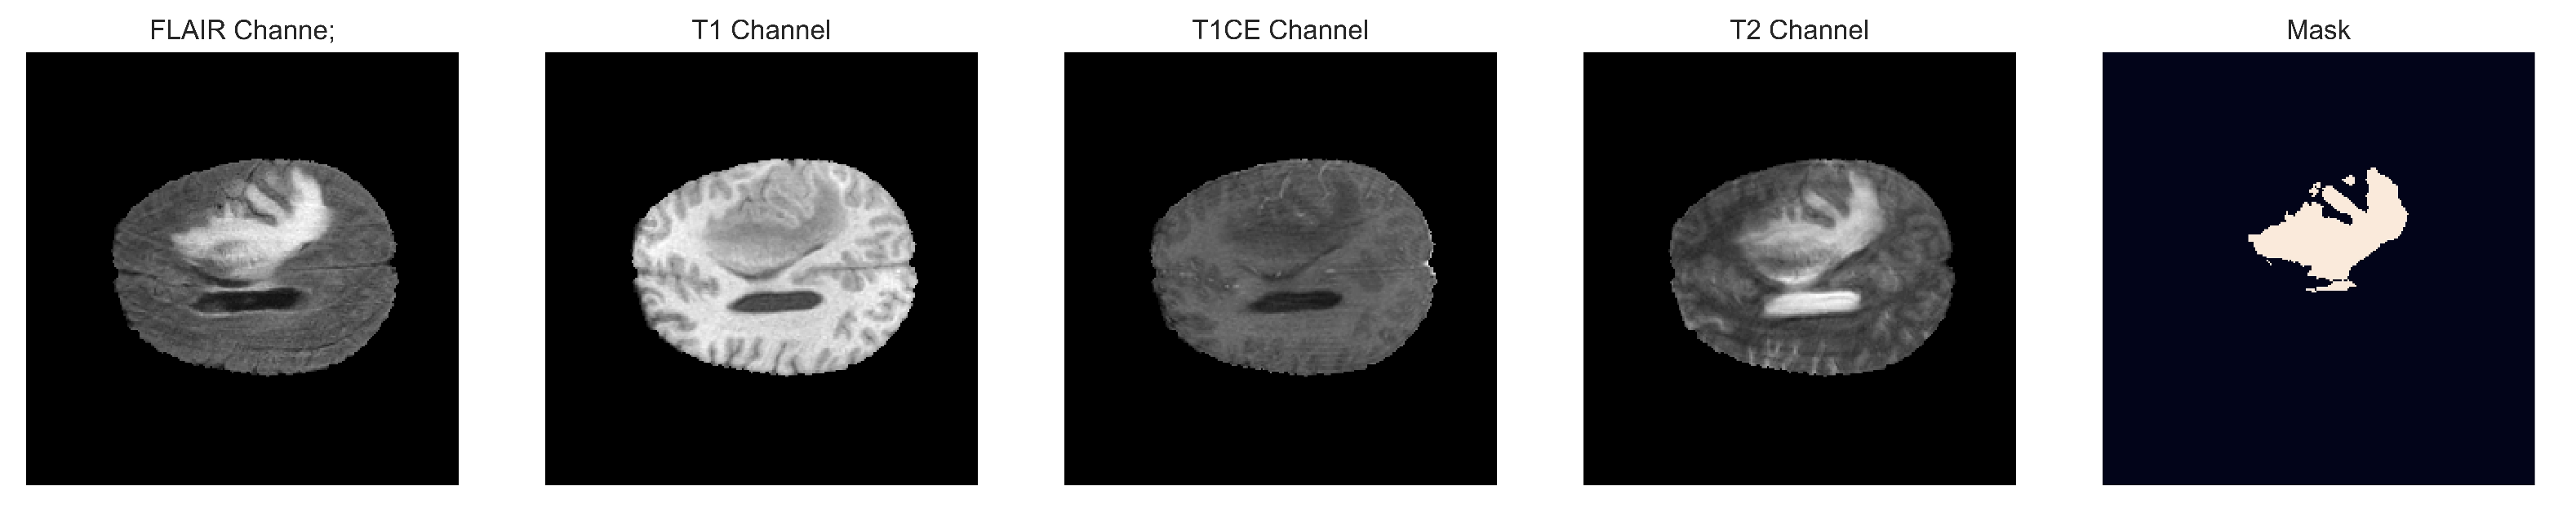 FLAIR Channe;
T1 Channel
T1CE Channel
T2 Channel
Mask